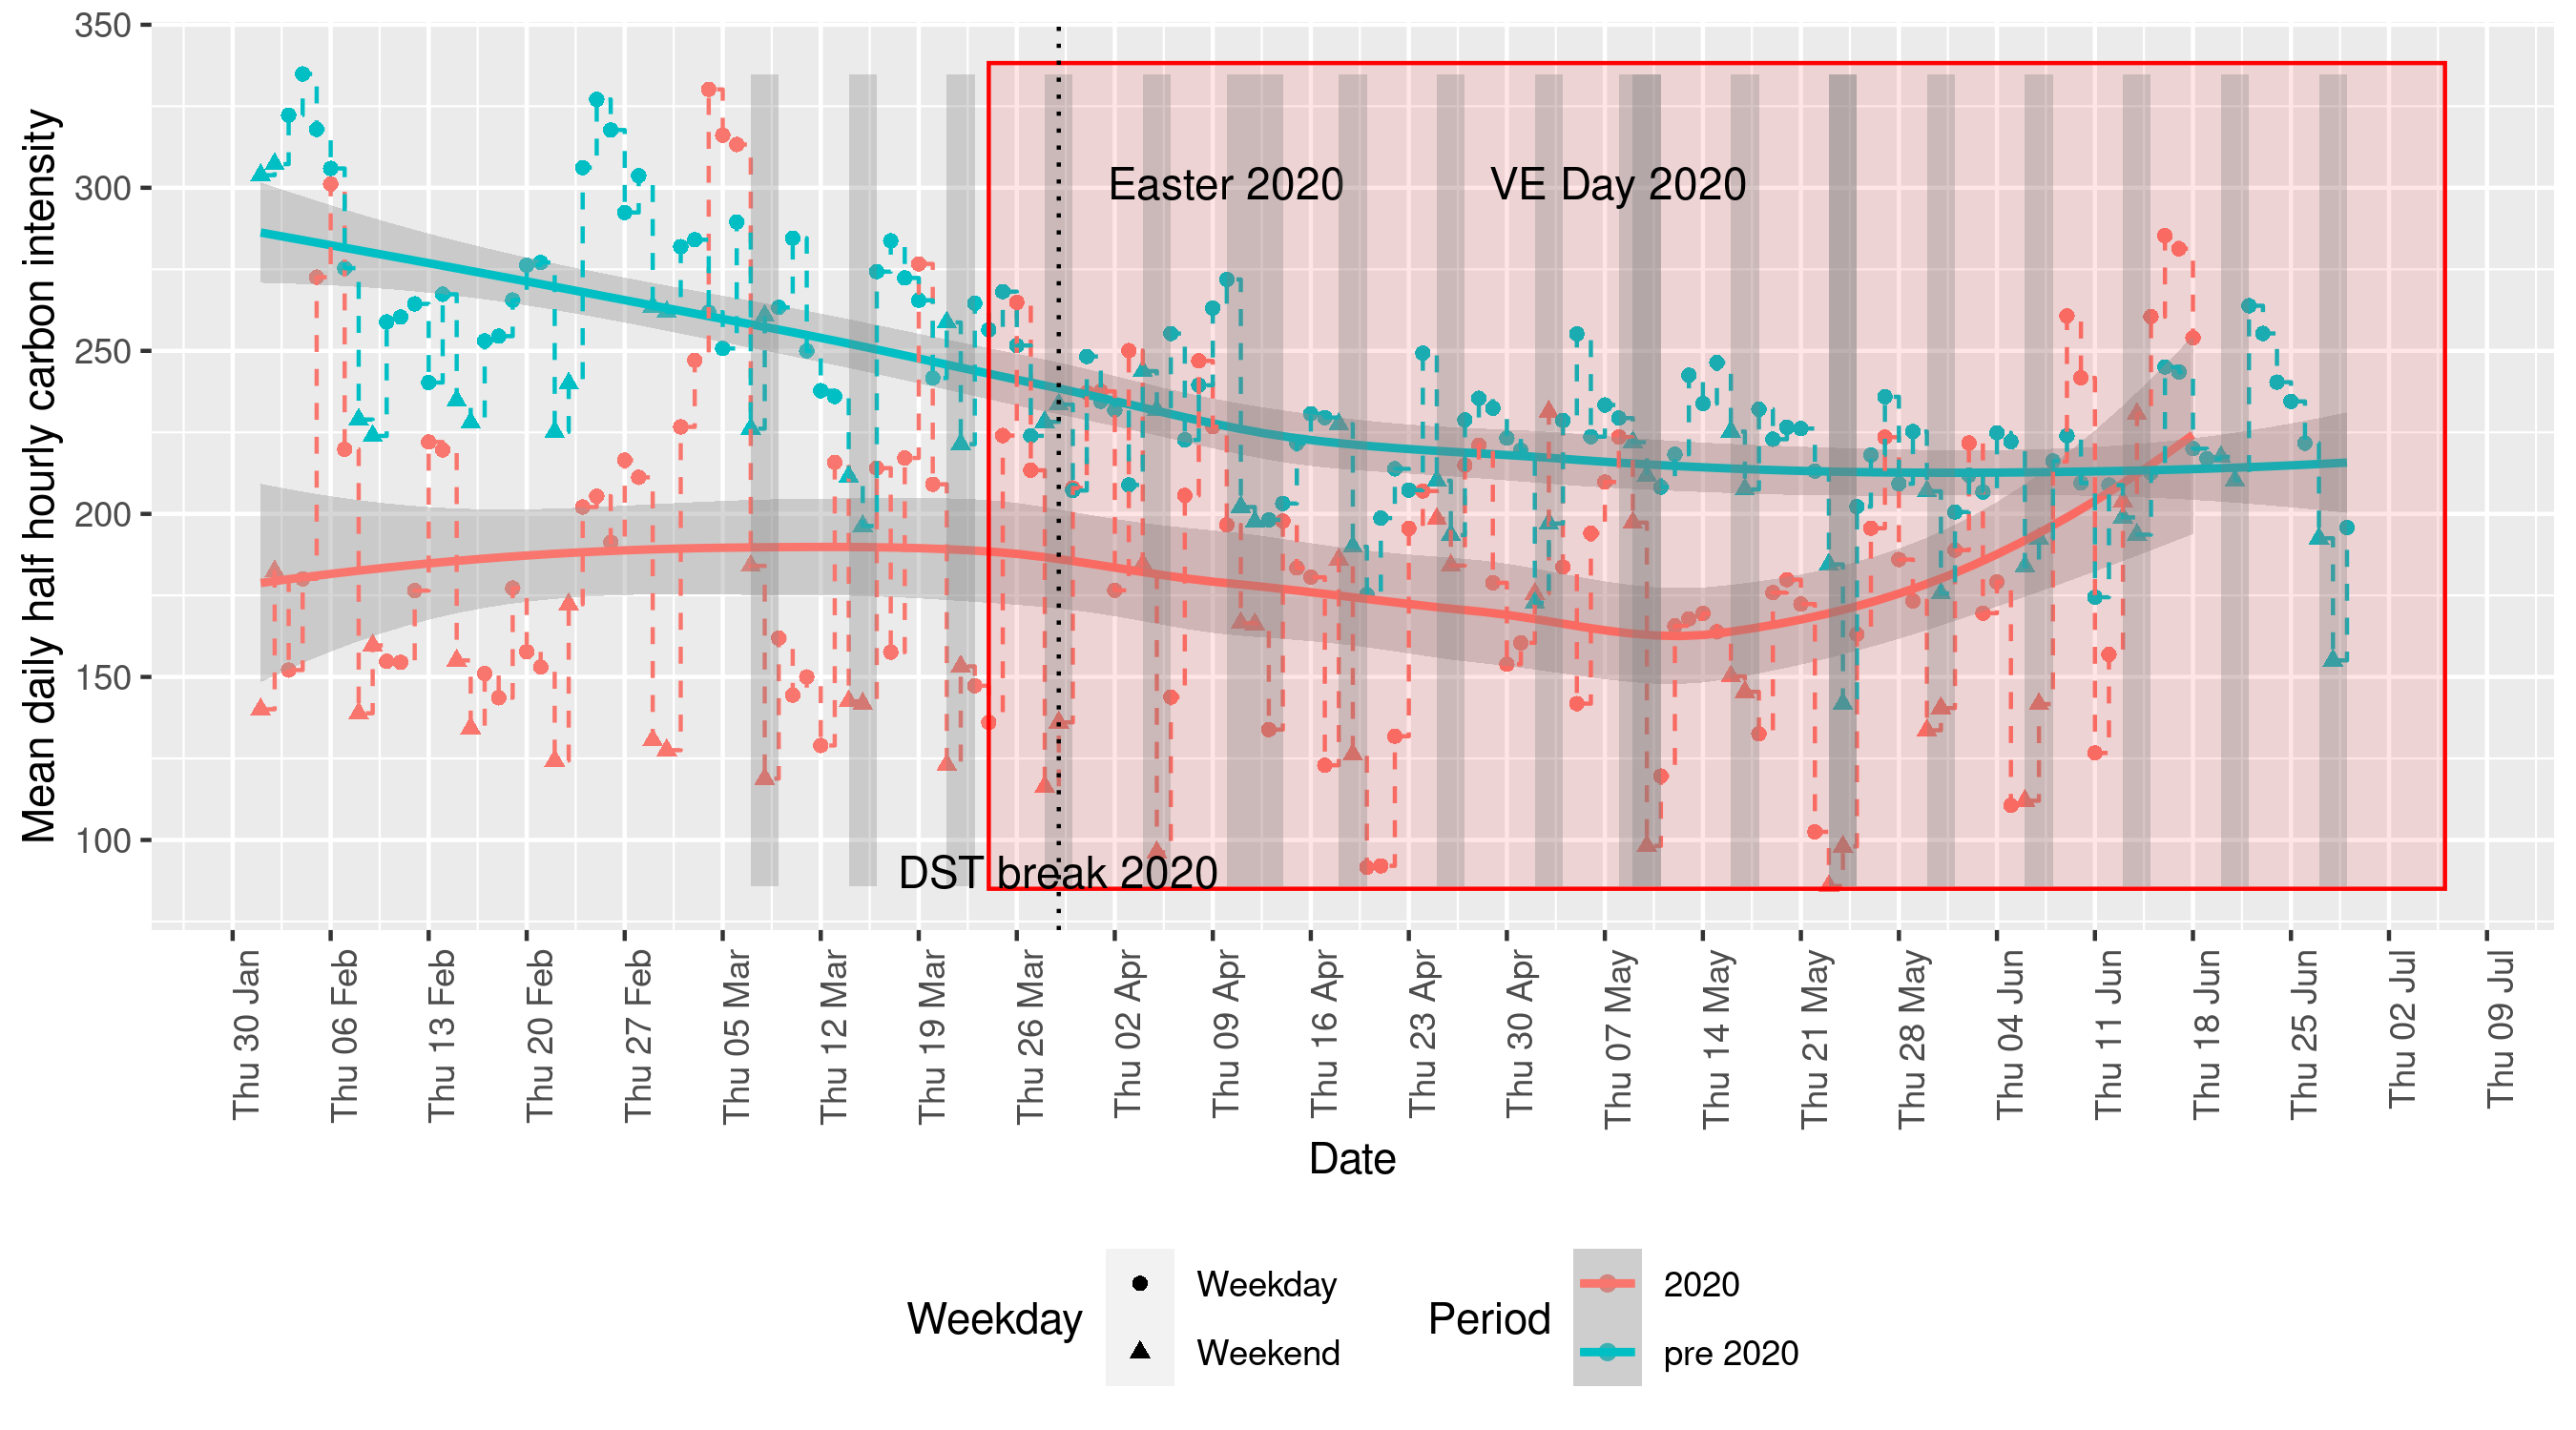 Mean daily half hourly carbon intensity
350
300
250
200
150
100
Easter 2020
VE Day 2020
DST break 2020
Thu 30 Jan
Thu 06 Feb
Thu 13 Feb
Thu 20 Feb
Thu 27 Feb
Thu 05 Mar
Thu 12 Mar
Thu 19 Mar
Thu 26 Mar
Thu 02 Apr
Thu 09 Apr
Thu 16 Apr
Thu 23 Apr
Thu 30 Apr
Thu 07 May
Thu 14 May
Thu 21 May
Thu 28 May
Thu 04 Jun
Thu 11 Jun
Thu 18 Jun
Thu 25 Jun
Thu 02 Jul
Thu 09 Jul
Date
Weekday
Weekday
Weekend
Period
2020
pre 2020